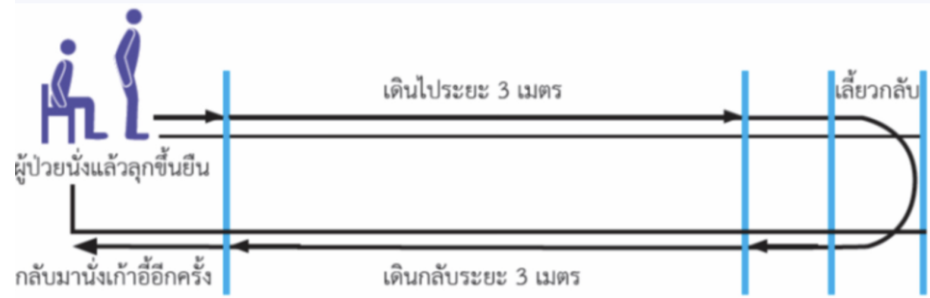 เดินไประยะ 3 เมตร
เลี้ยวกลับ
ผู้ป่วยนั่งแล้วลุกขึ้นยืน
กลับมานั่งเก้าอี้อีกครั้ง
เดินกลับระยะ 3 เมตร